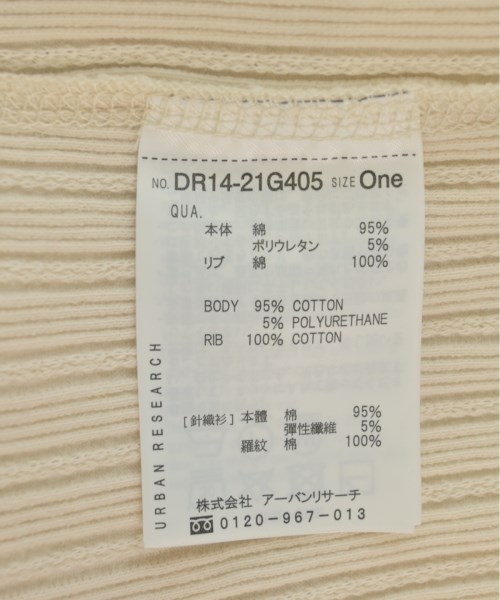 NO. DR14-21G405 SIZE One
QUA.
本体 綿 95%
ポリウレタン 5%
リブ 綿 100%
BODY 95% COTTON
5% POLYURETHANE
RIB 100% COTTON
[針織衫] 本體 棉 95%
彈性纖維 5%
羅紋 棉 100%
URBAN RESEARCH
株式会社 アーバンリサーチ
0120-967-013